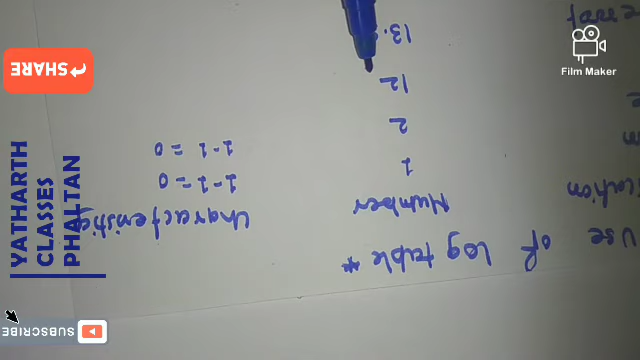 Use of Log table **
Number Characteristic
1 1-1 = 0
2 1-1 = 0
12
13.
SHARE
YATHARTH
CLASSES
PHALTAN
SUBSCRIBE
Film Maker